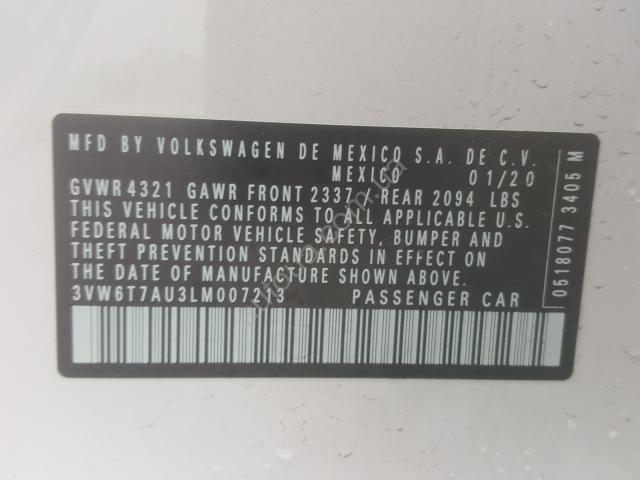 MFD BY VOLKSWAGEN DE MEXICO S.A. DE C.V.
MEXICO 01/20
GVWR 4321 GAWR FRONT 2337 / REAR 2094 LBS
THIS VEHICLE CONFORMS TO ALL APPLICABLE U.S.
FEDERAL MOTOR VEHICLE SAFETY, BUMPER AND
THEFT PREVENTION STANDARDS IN EFFECT ON
THE DATE OF MANUFACTURE SHOWN ABOVE.
3VW6T7AU3LM007213 PASSENGER CAR
0518077 3405 M